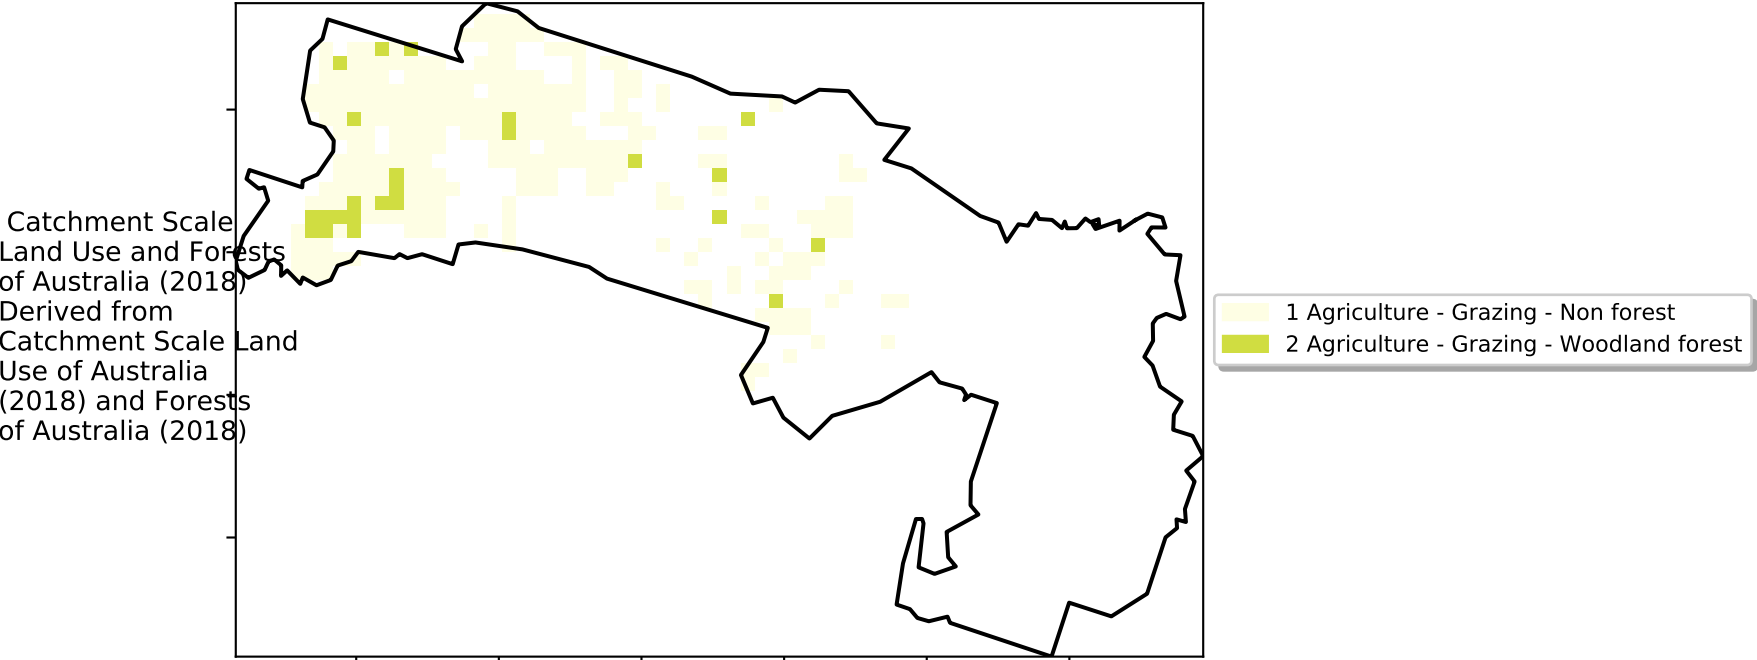 Catchment Scale
Land Use and Forests
of Australia (2018)
Derived from
Catchment Scale Land
Use of Australia
(2018) and Forests
of Australia (2018)
1 Agriculture - Grazing - Non forest
2 Agriculture - Grazing - Woodland forest